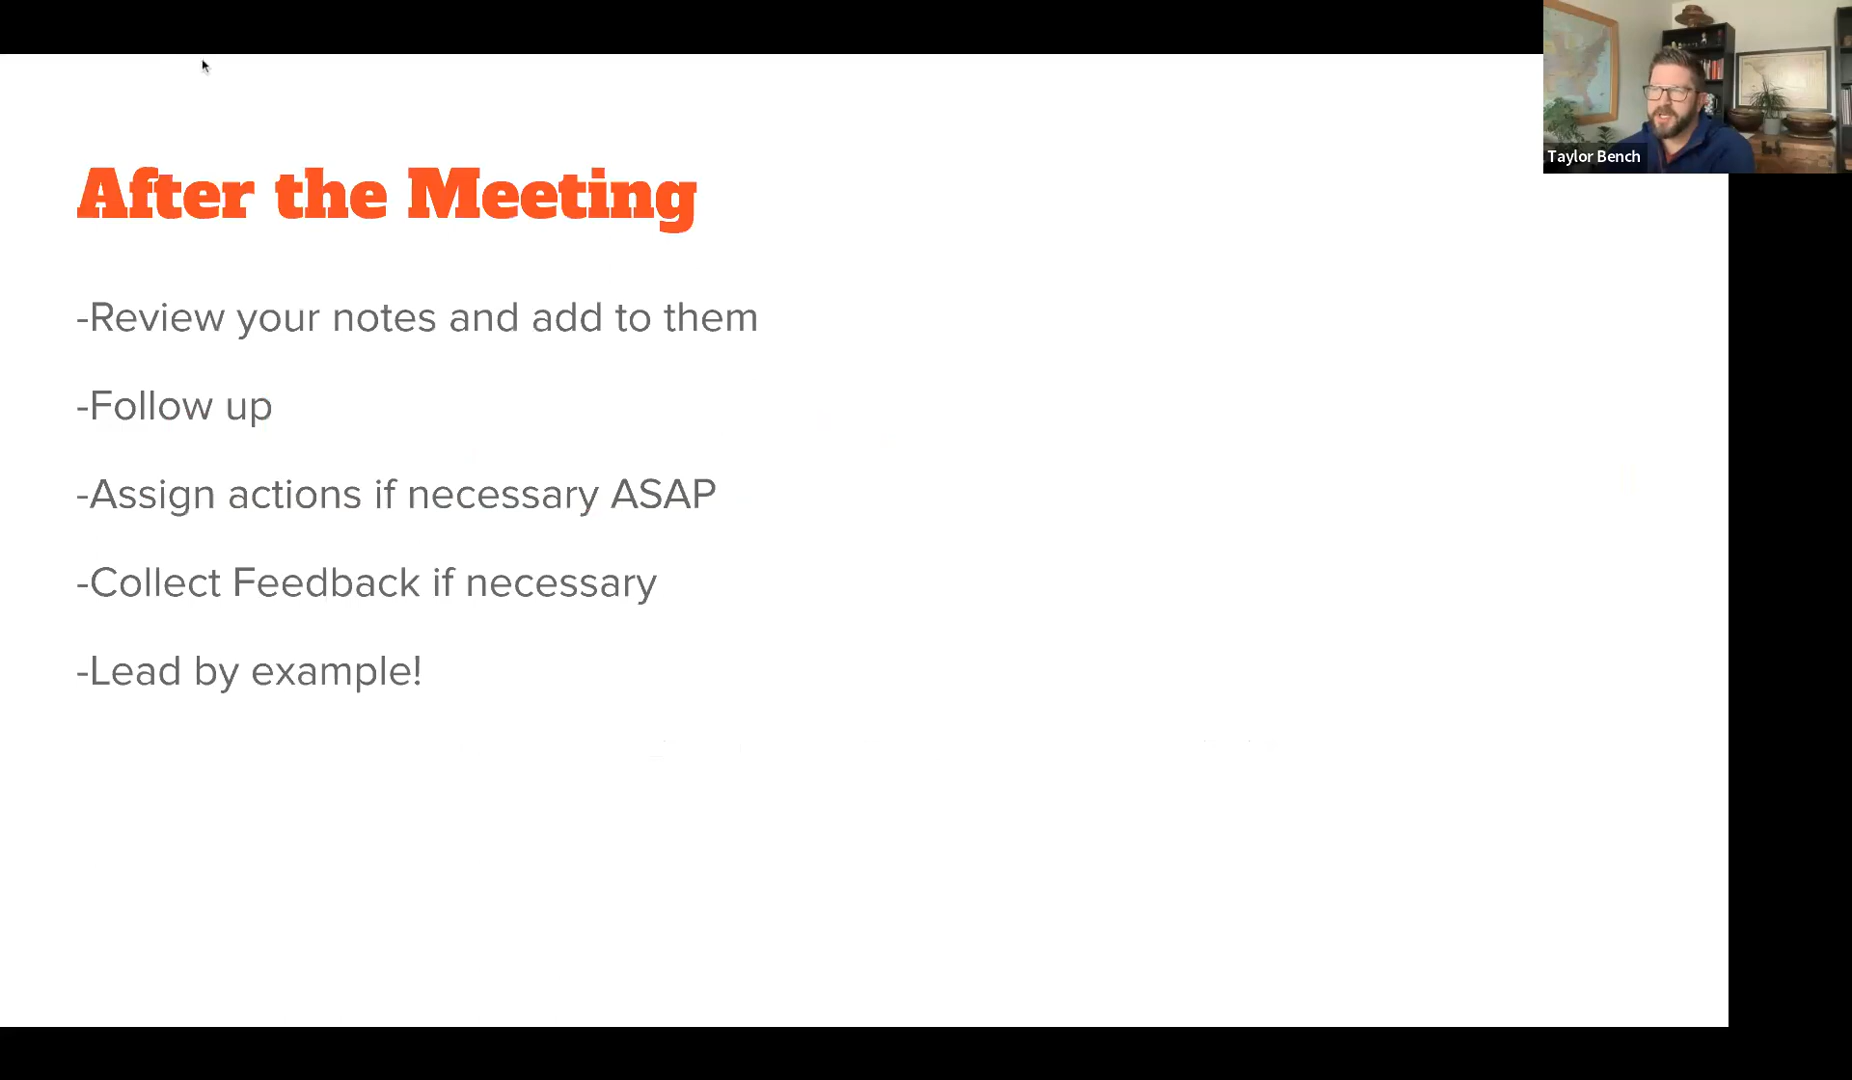 Taylor Bench
After the Meeting
-Review your notes and add to them
-Follow up
-Assign actions if necessary ASAP
-Collect Feedback if necessary
-Lead by example!